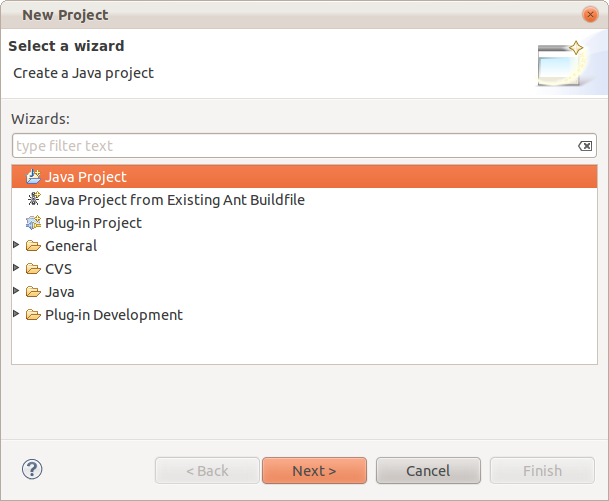 New Project
Select a wizard
Create a Java project
Wizards:
type filter text
Java Project
Java Project from Existing Ant Buildfile
Plug-in Project
General
CVS
Java
Plug-in Development
?
< Back
Next >
Cancel
Finish